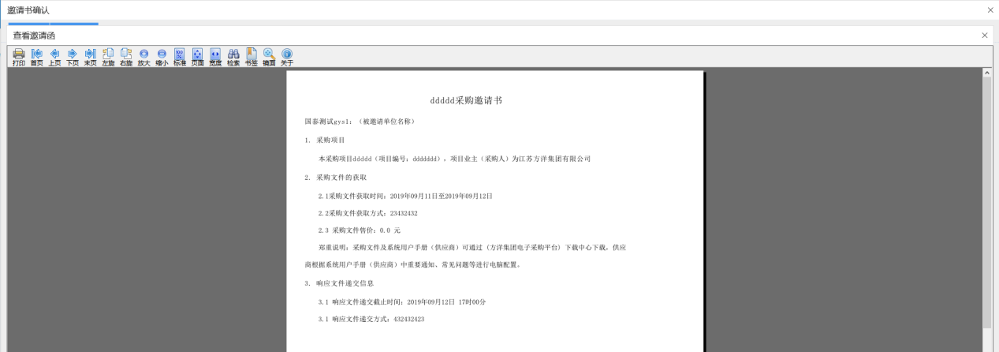 邀请书确认
查看邀请函
打印 首页 上页 下页 末页 左旋 右旋 放大 缩小 标准 页面 宽度 检索 书签 镜面 关于
ddddd采购邀请书
国泰测试gys1：（被邀请单位名称）
1. 采购项目
本采购项目ddddd（项目编号：ddddddd），项目业主（采购人）为江苏方洋集团有限公司
2. 采购文件的获取
2.1采购文件获取时间：2019年09月11日至2019年09月12日
2.2采购文件获取方式：23432432
2.3 采购文件售价：0.0 元
郑重说明：采购文件及系统用户手册（供应商）可通过（方洋集团电子采购平台）下载中心下载，供应
商根据系统用户手册（供应商）中重要通知、常见问题等进行电脑配置。
3. 响应文件递交信息
3.1 响应文件递交截止时间：2019年09月12日 17时00分
3.1 响应文件递交方式：432432423